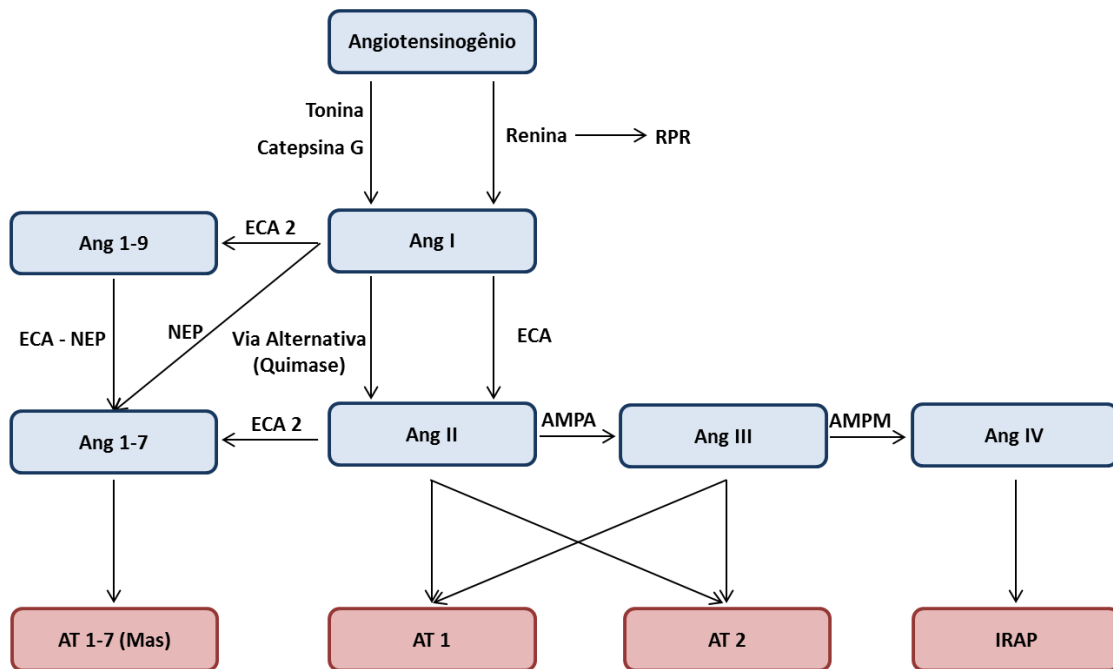 Angiotensinogênio
Tonina
Catepsina G
Renina
RPR
Ang 1-9
ECA 2
Ang I
ECA - NEP
NEP
Via Alternativa
(Quimase)
ECA
Ang 1-7
ECA 2
Ang II
AMPA
Ang III
AMPM
Ang IV
AT 1-7 (Mas)
AT 1
AT 2
IRAP